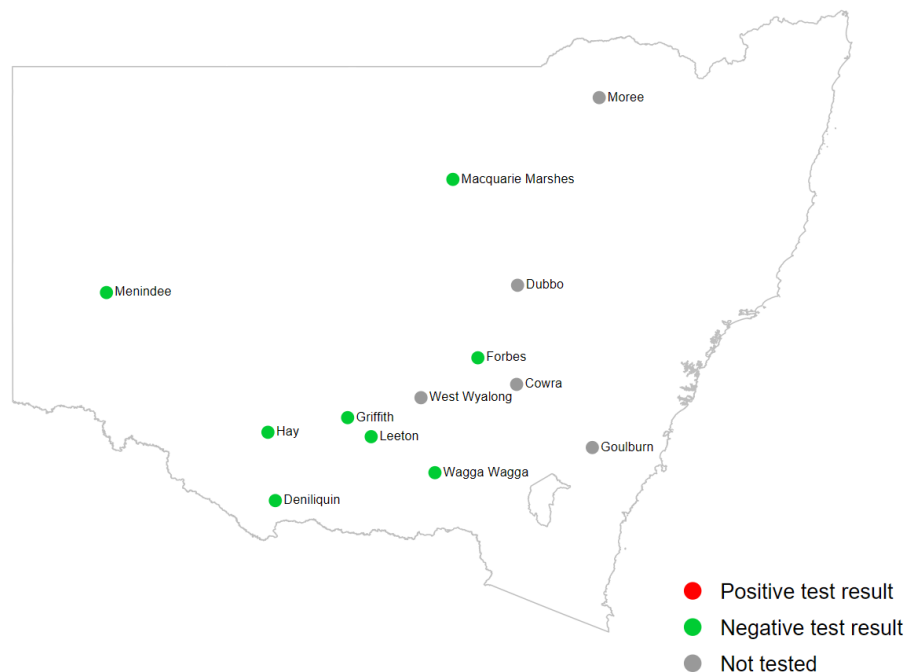 Moree
Macquarie Marshes
Dubbo
Menindee
Forbes
Cowra
West Wyalong
Griffith
Hay
Leeton
Goulburn
Wagga Wagga
Deniliquin
Positive test result
Negative test result
Not tested